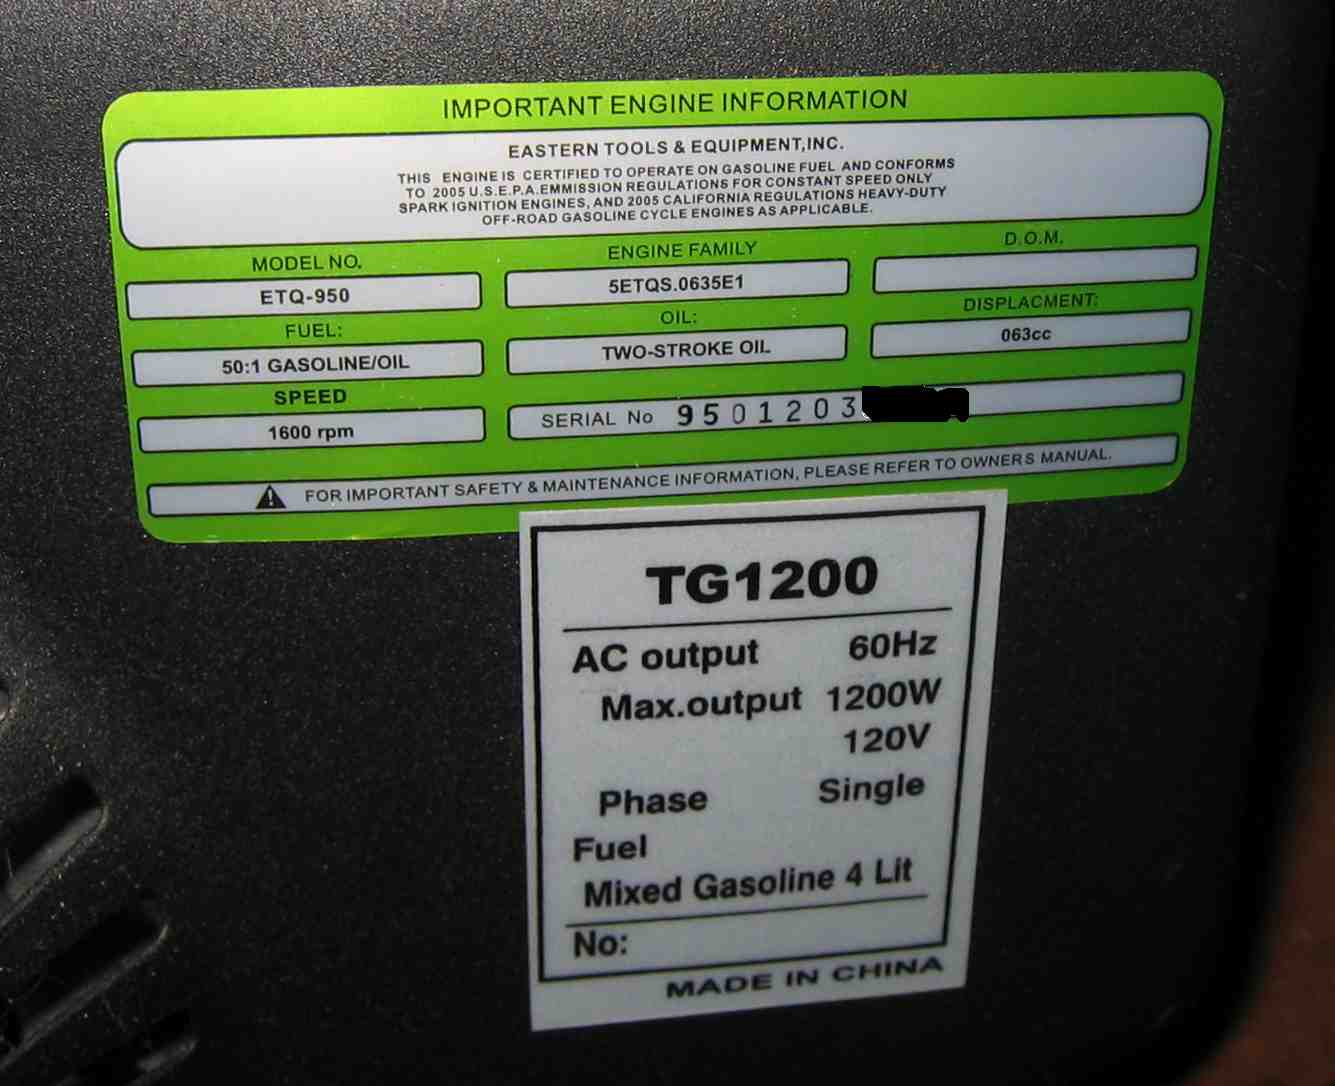 IMPORTANT ENGINE INFORMATION
EASTERN TOOLS & EQUIPMENT,INC.
THIS ENGINE IS CERTIFIED TO OPERATE ON GASOLINE FUEL AND CONFORMS
TO 2005 U.S.E.P.A.EMMISSION REGULATIONS FOR CONSTANT SPEED ONLY
SPARK IGNITION ENGINES, AND 2005 CALIFORNIA REGULATIONS HEAVY-DUTY
OFF-ROAD GASOLINE CYCLE ENGINES AS APPLICABLE.
MODEL NO. ENGINE FAMILY D.O.M.
ETQ-950 5ETQS.0635E1
FUEL: OIL: DISPLACMENT:
50:1 GASOLINE/OIL TWO-STROKE OIL 063cc
SPEED
1600 rpm SERIAL No 9501203
FOR IMPORTANT SAFETY & MAINTENANCE INFORMATION, PLEASE REFER TO OWNERS MANUAL.
TG1200
AC output 60Hz
Max.output 1200W
120V
Phase Single
Fuel
Mixed Gasoline 4 Lit
No:
MADE IN CHINA